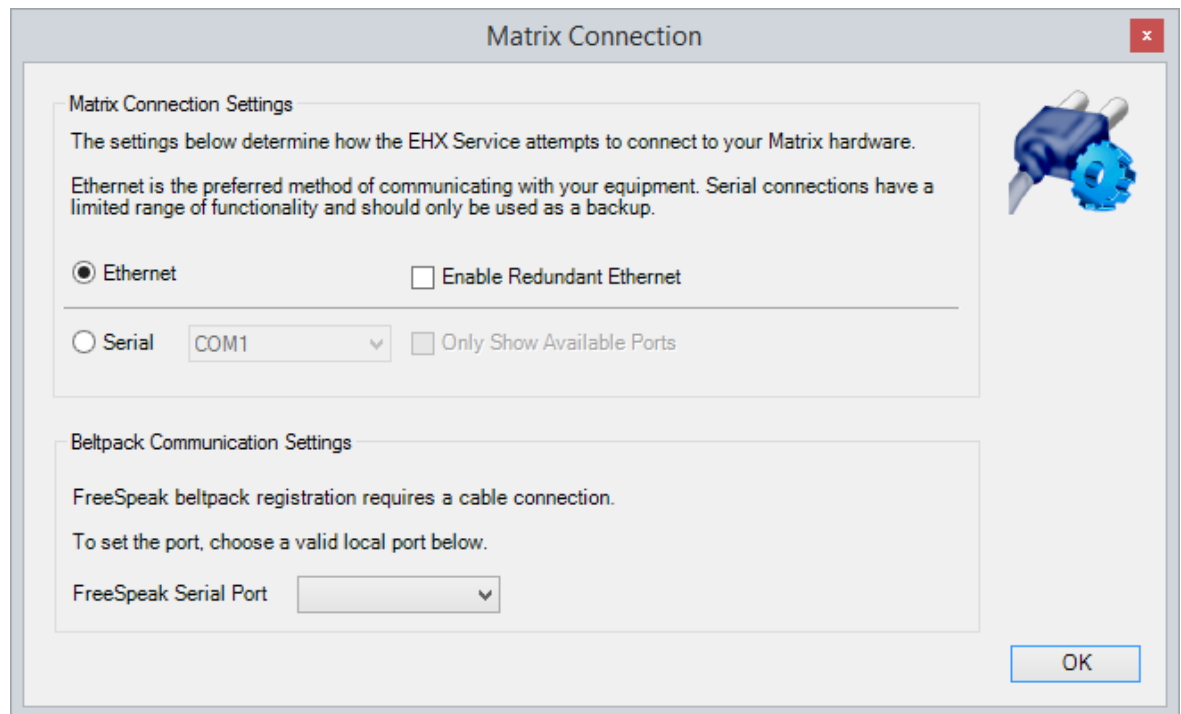 Matrix Connection
x
Matrix Connection Settings
The settings below determine how the EHX Service attempts to connect to your Matrix hardware.
Ethernet is the preferred method of communicating with your equipment. Serial connections have a
limited range of functionality and should only be used as a backup.
Ethernet Enable Redundant Ethernet
Serial COM1 Only Show Available Ports
Beltpack Communication Settings
FreeSpeak beltpack registration requires a cable connection.
To set the port, choose a valid local port below.
FreeSpeak Serial Port
OK